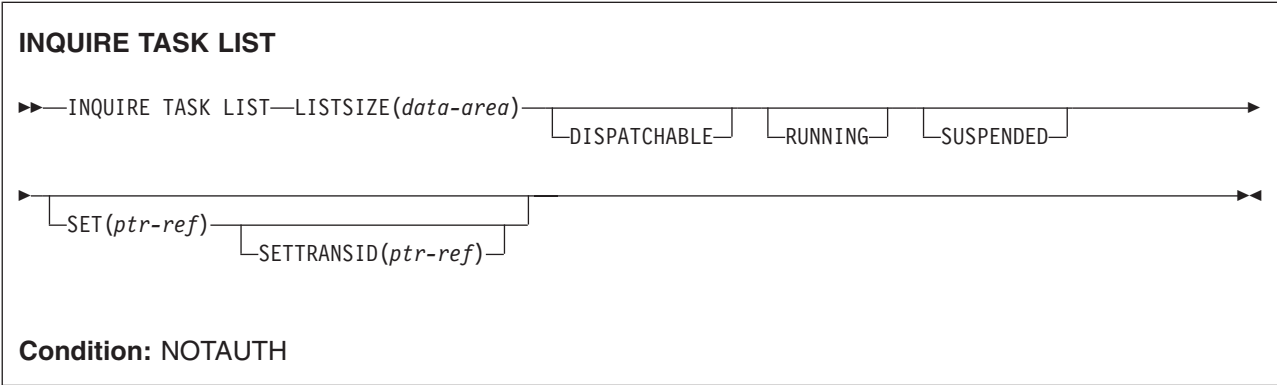 INQUIRE TASK LIST
INQUIRE TASK LIST LISTSIZE(data-area)
DISPATCHABLE RUNNING SUSPENDED
SET(ptr-ref)
SETTRANSID(ptr-ref)
Condition: NOTAUTH